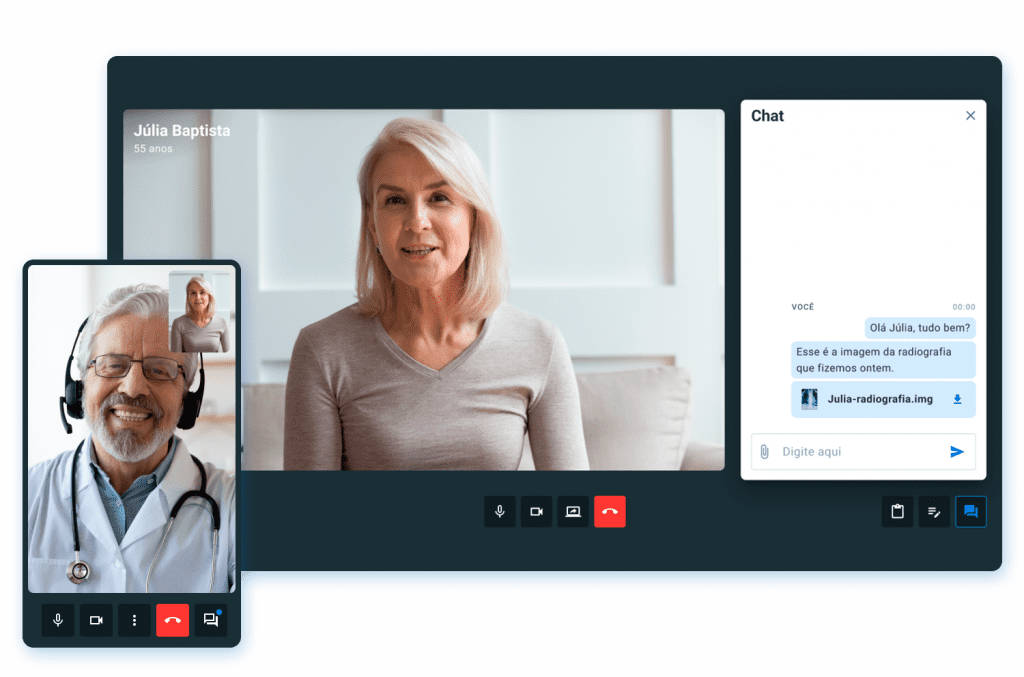 Júlia Baptista
55 anos
Chat
VOCÊ 00:00
Olá Júlia, tudo bem?
Esse é a imagem da radiografia
que fizemos ontem.
Julia-radiografia.img
Digite aqui